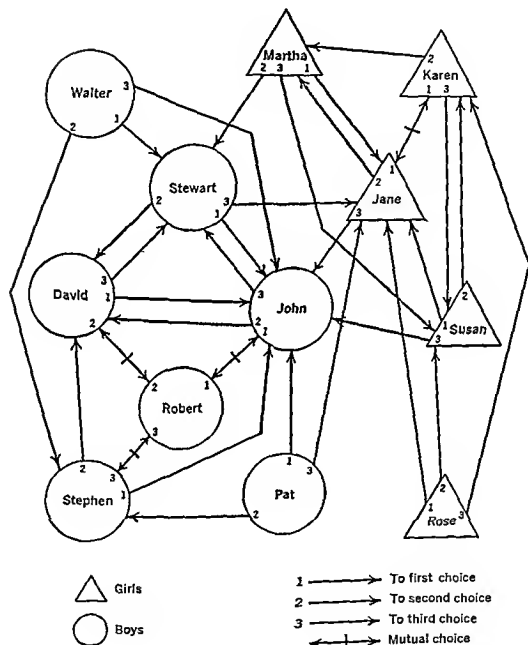 Martha
2 3 1
2
Karen
1 3
3
Walter
2 1
Stewart
2 1 3
2 1
Jane
3
3
David 1
2
3
John 2
1
2
1 Susan
3
2 1
Robert
3
2 3
Stephen 1
1 3
Pat
2
1 2
Rose 3
Girls
Boys
1 To first choice
2 To second choice
3 To third choice
Mutual choice